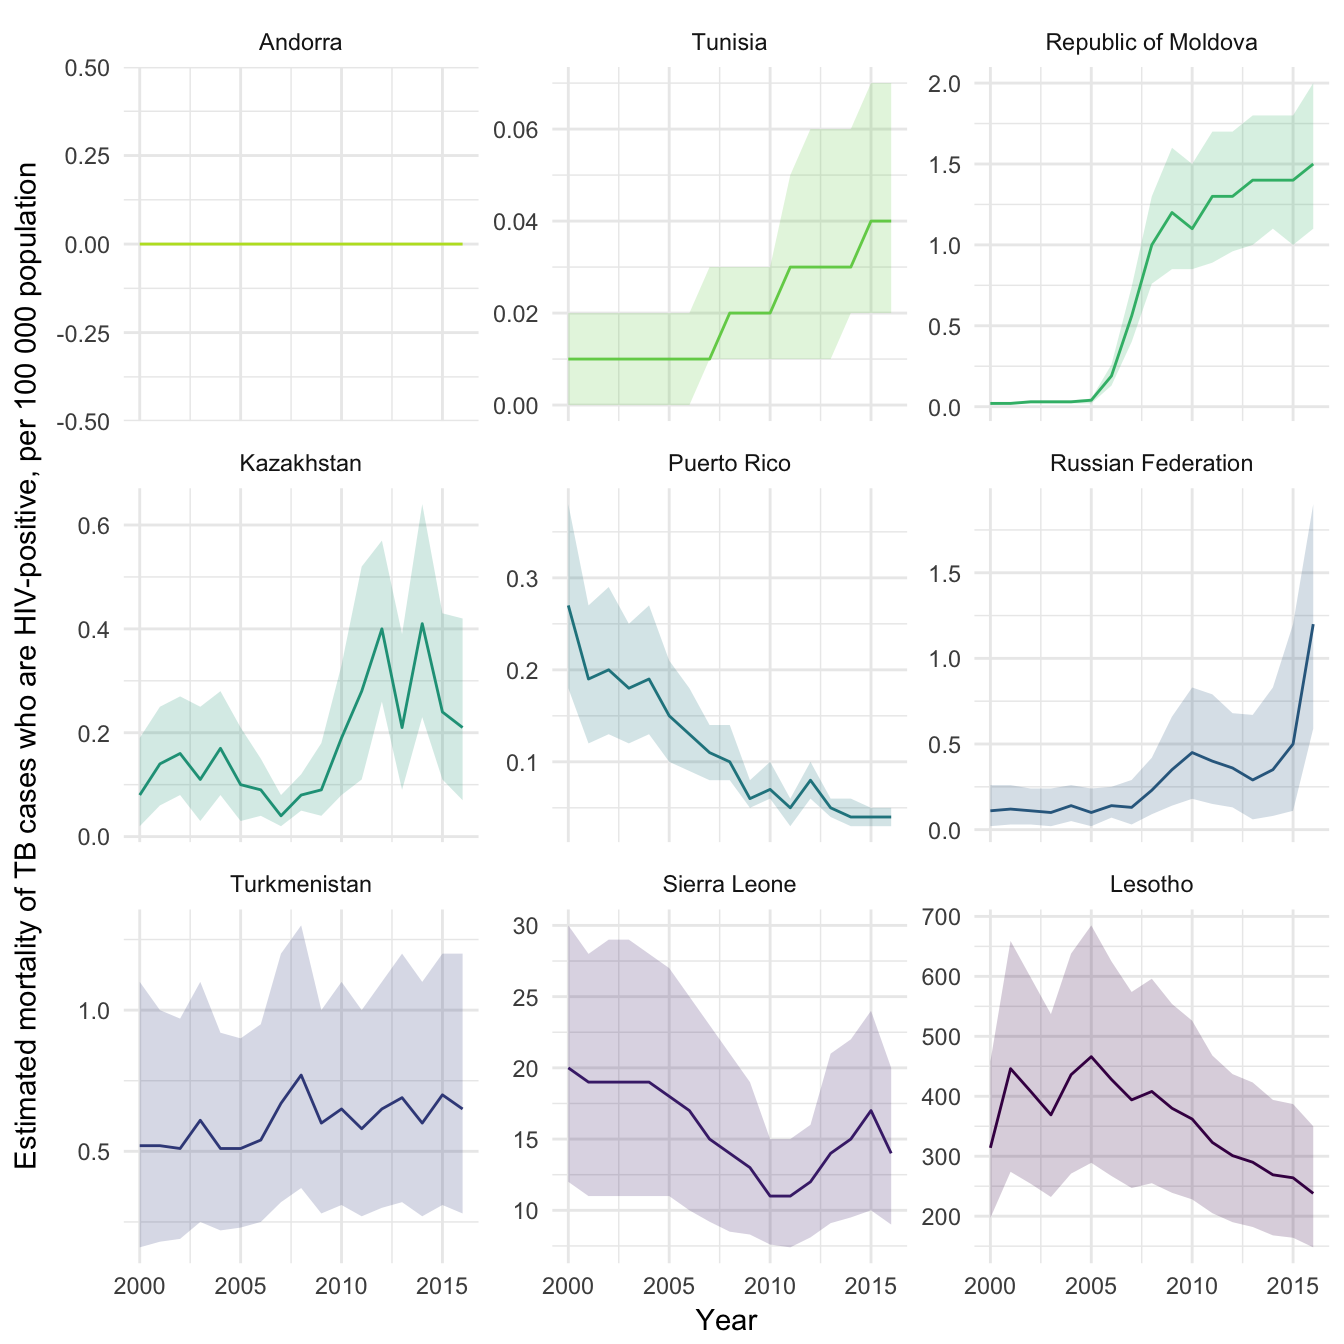 Andorra
Tunisia
Republic of Moldova
0.50
0.25
0.00
-0.25
-0.50
0.06
0.04
0.02
0.00
2.0
1.5
1.0
0.5
0.0
Kazakhstan
Puerto Rico
Russian Federation
0.6
0.4
0.2
0.0
0.3
0.2
0.1
1.5
1.0
0.5
0.0
Turkmenistan
Sierra Leone
Lesotho
1.0
0.5
30
25
20
15
10
700
600
500
400
300
200
2000 2005 2010 2015
2000 2005 2010 2015
2000 2005 2010 2015
Year
Estimated mortality of TB cases who are HIV-positive, per 100 000 population